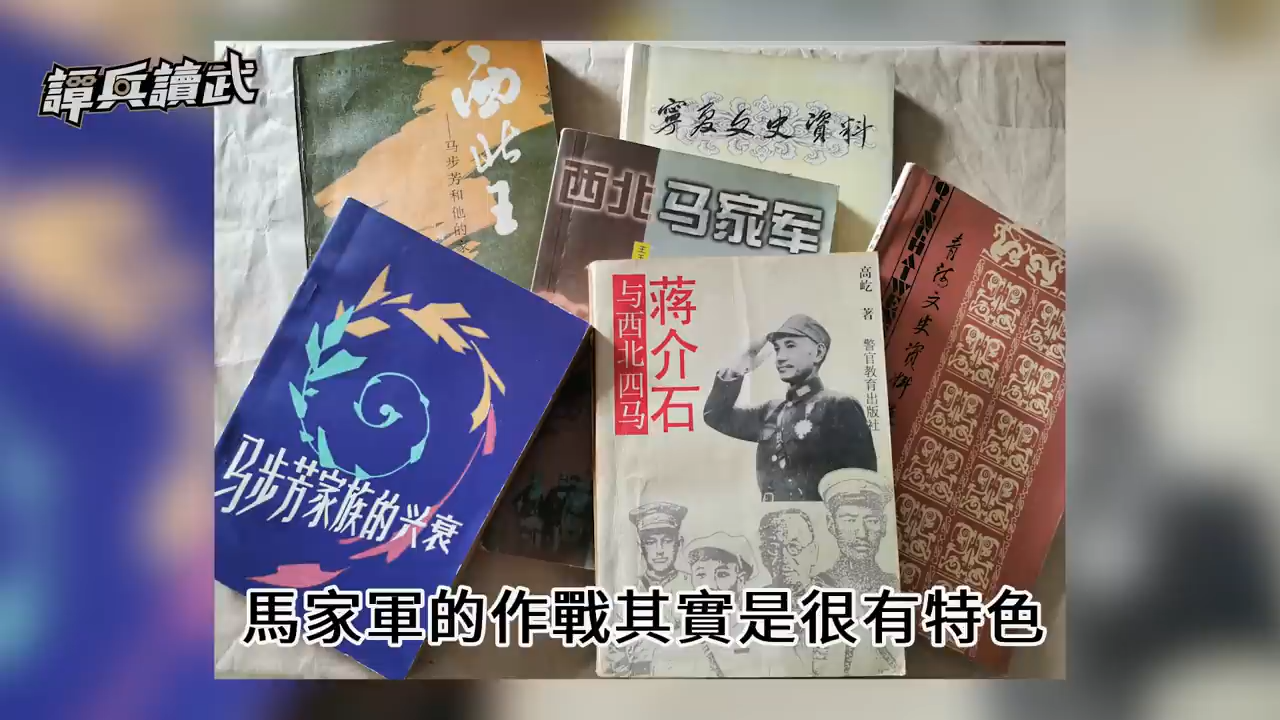 譚兵讀武
西北王
——马步芳和他的家
寧夏文史資料
西北
马家军
青海文史资料
蒋介石
与西北四马
高屹 著
警官教育出版社
马步芳家族的兴衰
馬家軍的作戰其實是很有特色